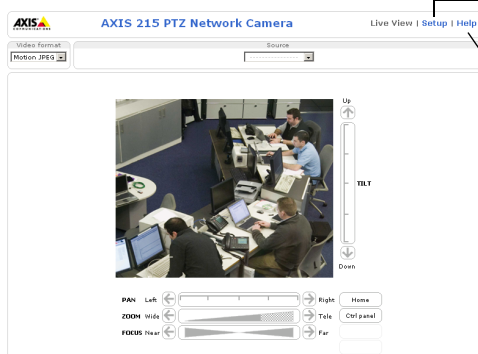 AXIS
COMMUNICATIONS
AXIS 215 PTZ Network Camera
Live View | Setup | Help
Video format
Source
Motion JPEG
Up
TILT
Down
PAN Left Right Home
ZOOM Wide Tele Ctrl panel
FOCUS Near Far